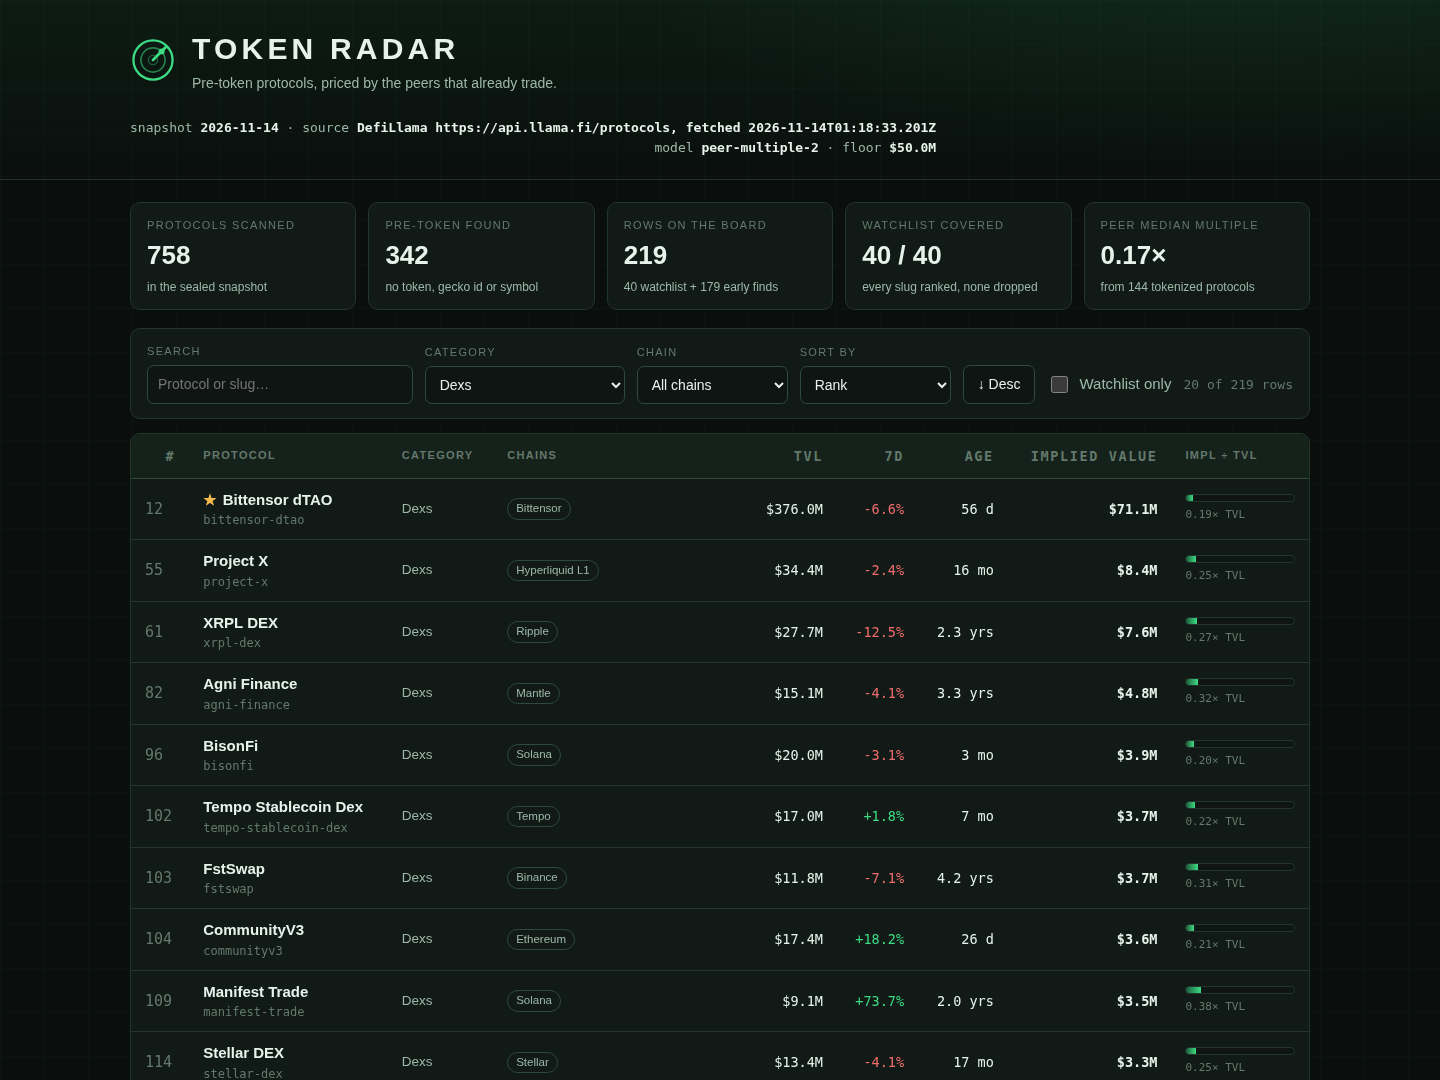 TOKEN RADAR
Pre-token protocols, priced by the peers that already trade.
snapshot 2026-11-14 · source DefiLlama https://api.llama.fi/protocols, fetched 2026-11-14T01:18:33.201Z
model peer-multiple-2 · floor $50.0M
PROTOCOLS SCANNED
758
in the sealed snapshot
PRE-TOKEN FOUND
342
no token, gecko id or symbol
ROWS ON THE BOARD
219
40 watchlist + 179 early finds
WATCHLIST COVERED
40 / 40
every slug ranked, none dropped
PEER MEDIAN MULTIPLE
0.17×
from 144 tokenized protocols
SEARCH
Protocol or slug…
CATEGORY
Dexs
CHAIN
All chains
SORT BY
Rank
↓ Desc
Watchlist only
20 of 219 rows
# PROTOCOL CATEGORY CHAINS TVL 7D AGE IMPLIED VALUE IMPL ÷ TVL
12 ★ Bittensor dTAO Dexs Bittensor $376.0M -6.6% 56 d $71.1M
bittensor-dtao 0.19× TVL
55 Project X Dexs Hyperliquid L1 $34.4M -2.4% 16 mo $8.4M
project-x 0.25× TVL
61 XRPL DEX Dexs Ripple $27.7M -12.5% 2.3 yrs $7.6M
xrpl-dex 0.27× TVL
82 Agni Finance Dexs Mantle $15.1M -4.1% 3.3 yrs $4.8M
agni-finance 0.32× TVL
96 BisonFi Dexs Solana $20.0M -3.1% 3 mo $3.9M
bisonfi 0.20× TVL
102 Tempo Stablecoin Dex Dexs Tempo $17.0M +1.8% 7 mo $3.7M
tempo-stablecoin-dex 0.22× TVL
103 FstSwap Dexs Binance $11.8M -7.1% 4.2 yrs $3.7M
fstswap 0.31× TVL
104 CommunityV3 Dexs Ethereum $17.4M +18.2% 26 d $3.6M
communityv3 0.21× TVL
109 Manifest Trade Dexs Solana $9.1M +73.7% 2.0 yrs $3.5M
manifest-trade 0.38× TVL
114 Stellar DEX Dexs Stellar $13.4M -4.1% 17 mo $3.3M
stellar-dex 0.25× TVL